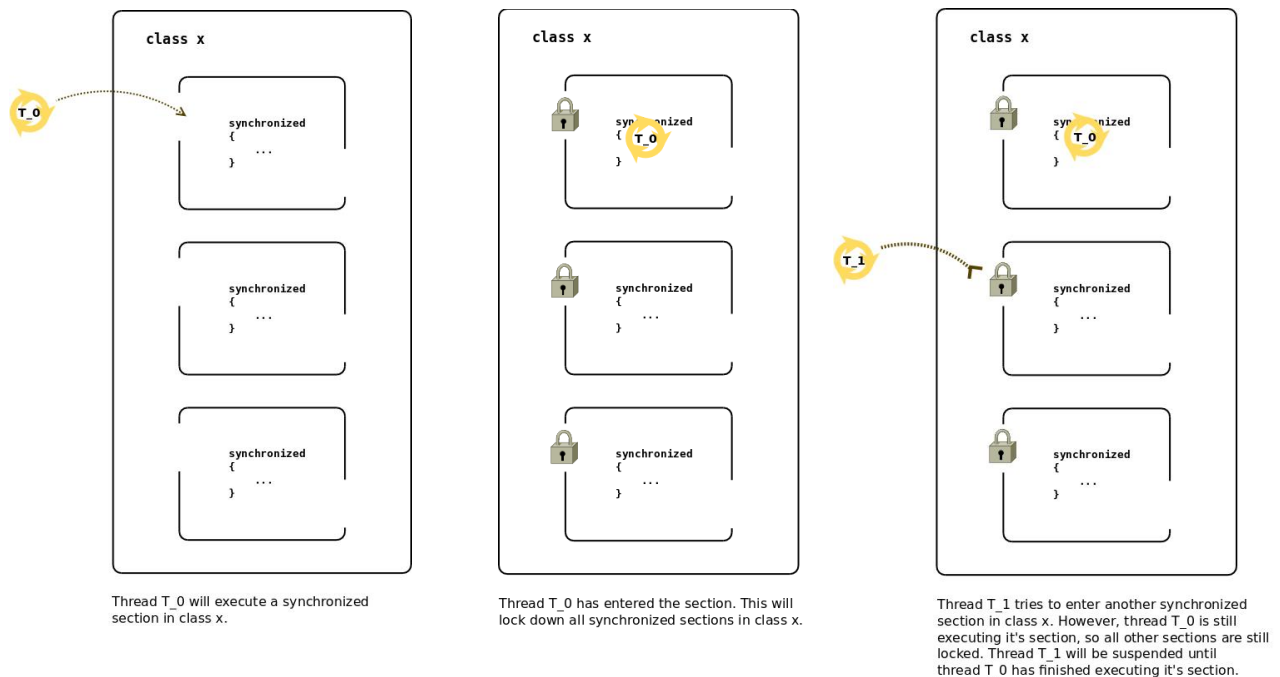 class x
T_0
synchronized
{
...
}
synchronized
{
...
}
synchronized
{
...
}
Thread T_0 will execute a synchronized
section in class x.
class x
synchronized
{
T_0
}
synchronized
{
...
}
synchronized
{
...
}
Thread T_0 has entered the section. This will
lock down all synchronized sections in class x.
class x
synchronized
{
T_0
}
T_1
synchronized
{
...
}
synchronized
{
...
}
Thread T_1 tries to enter another synchronized
section in class x. However, thread T_0 is still
executing it's section, so all other sections are still
locked. Thread T_1 will be suspended until
thread T_0 has finished executing it's section.